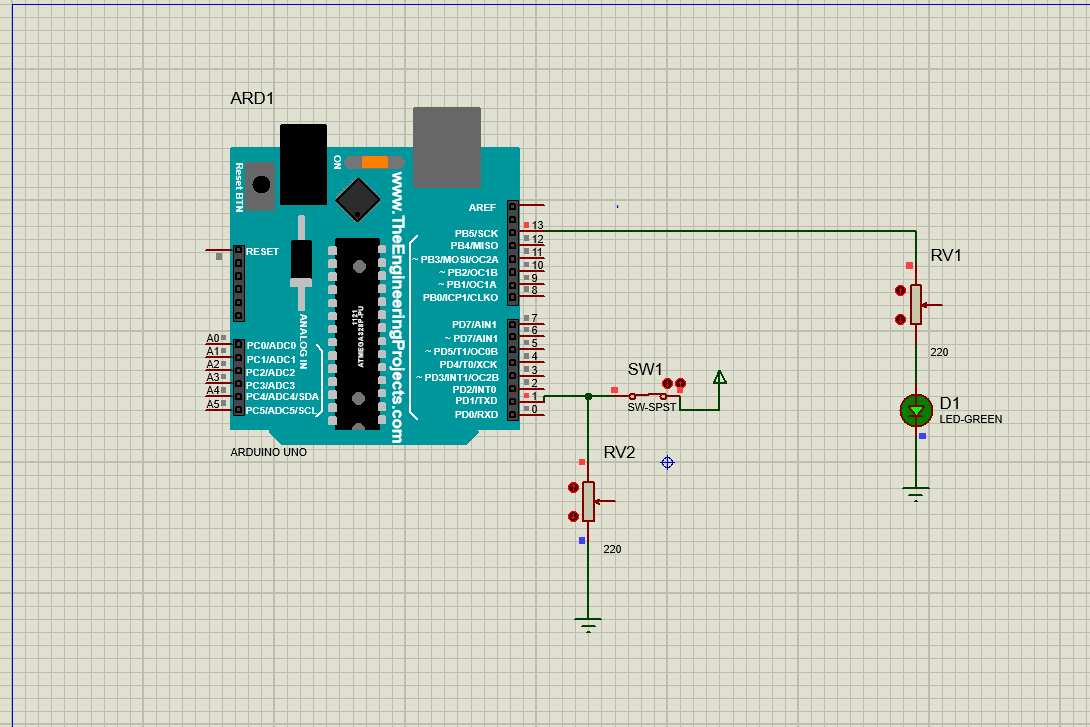 ARD1
Reset BTN
ON
www.TheEngineeringProjects.com
AREF
13
PB5/SCK
12
PB4/MISO
11
~ PB3/MOSI/OC2A
10
~ PB2/OC1B
9
~ PB1/OC1A
8
PB0/ICP1/CLKO
RESET
ANALOG IN
1121
ATMEGA328P-PU
7
PD7/AIN1
6
~ PD7/AIN1
5
~ PD5/T1/OC0B
4
PD4/T0/XCK
3
~ PD3/INT1/OC2B
2
PD2/INT0
1
PD1/TXD
0
PD0/RXD
A0
PC0/ADC0
A1
PC1/ADC1
A2
PC2/ADC2
A3
PC3/ADC3
A4
PC4/ADC4/SDA
A5
PC5/ADC5/SCL
ARDUINO UNO
RV1
220
SW1
SW-SPST
D1
LED-GREEN
RV2
220